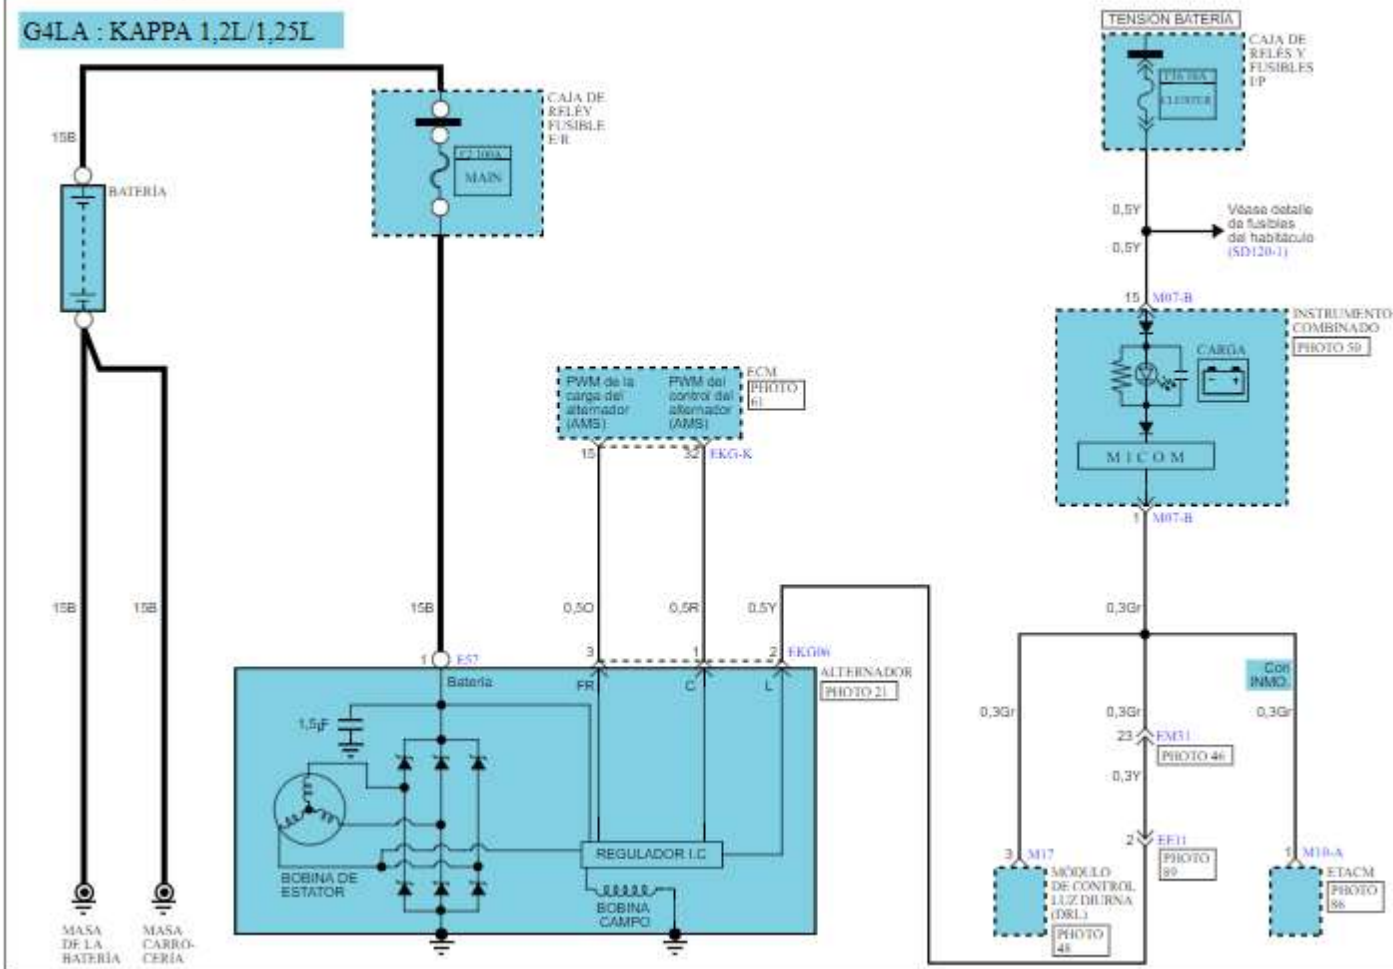 G4LA : KAPPA 1,2L/1,25L
15B
BATERÍA
CAJA DE
RELÉY
FUSIBLE
E/R
F2 100A
MAIN
TENSIÓN BATERÍA
CAJA DE
RELÉS Y
FUSIBLES
I/P
10A
CLUSTER
0,5Y
0,5Y
Véase detalle
de fusibles
del habitáculo
(SD120-1)
15 M07-B
INSTRUMENTO
COMBINADO
PHOTO 50
CARGA
MICOM
1 M07-B
PWM de la
carga del
alternador
(AMS)
PWM del
control del
alternador
(AMS)
ECM
PHOTO
61
15
32 EKG-K
15B
15B
15B
0,5O
0,5R
0,5Y
0,3Gr
1 E57
3
1
2 EKG06
Batería
FR
C
L
ALTERNADOR
PHOTO 21
1,5µF
BOBINA DE
ESTATOR
REGULADOR I.C
BOBINA
CAMPO
Con
INMO.
0,3Gr
0,3Gr
0,3Gr
23 EM31
PHOTO 46
0,3Y
2 EE11
PHOTO
89
3 M17
MÓDULO
DE CONTROL
LUZ DIURNA
(DRL)
PHOTO
48
1 M10-A
ETACM
PHOTO
86
MASA
DE LA
BATERÍA
MASA
CARRO-
CERÍA